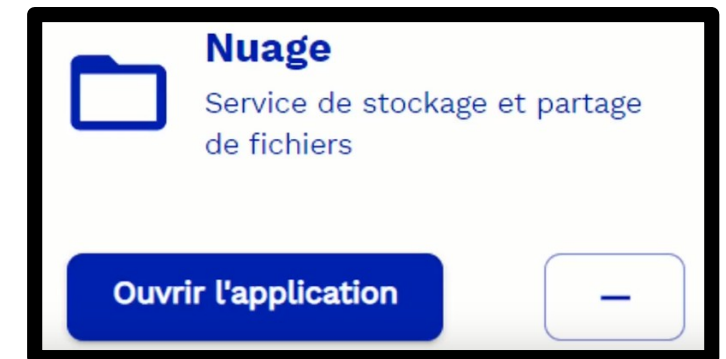 Nuage
Service de stockage et partage
de fichiers
Ouvrir l'application